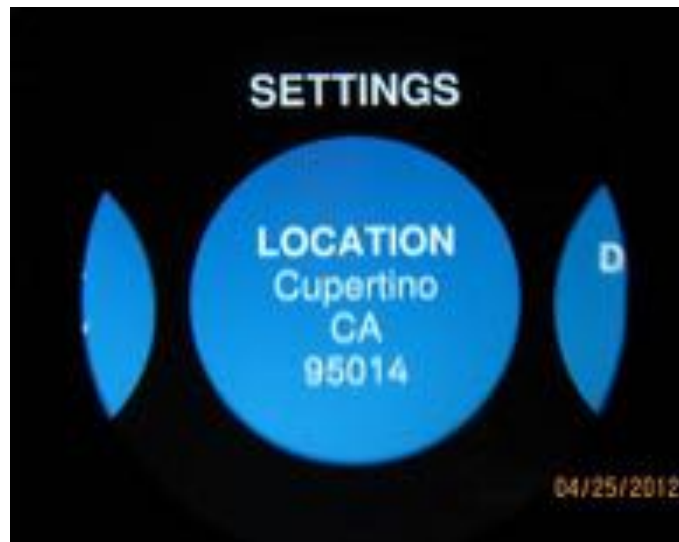 SETTINGS
LOCATION
Cupertino
CA
95014
D
04/25/2012